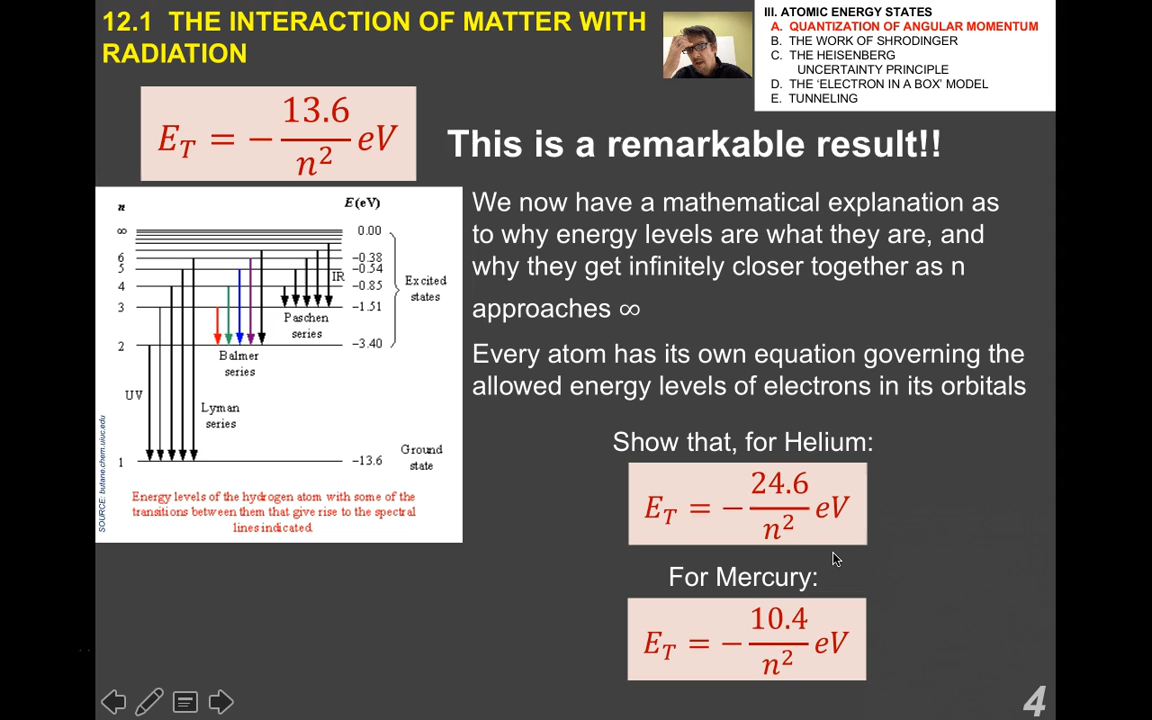 12.1 THE INTERACTION OF MATTER WITH
RADIATION
III. ATOMIC ENERGY STATES
A. QUANTIZATION OF ANGULAR MOMENTUM
B. THE WORK OF SHRODINGER
C. THE HEISENBERG
UNCERTAINTY PRINCIPLE
D. THE 'ELECTRON IN A BOX' MODEL
E. TUNNELING
E_T = − 13.6/n² eV
This is a remarkable result!!
We now have a mathematical explanation as
to why energy levels are what they are, and
why they get infinitely closer together as n
approaches ∞
Every atom has its own equation governing the
allowed energy levels of electrons in its orbitals
n E (eV)
∞ 0.00
6 −0.38
5 −0.54
IR
4 −0.85
Excited
states
3 −1.51
Paschen
series
2 −3.40
Balmer
series
UV
Lyman
series
Ground
state
1 −13.6
SOURCE: butane.chem.uiuc.edu
Energy levels of the hydrogen atom with some of the
transitions between them that give rise to the spectral
lines indicated.
Show that, for Helium:
E_T = − 24.6/n² eV
For Mercury:
E_T = − 10.4/n² eV
4